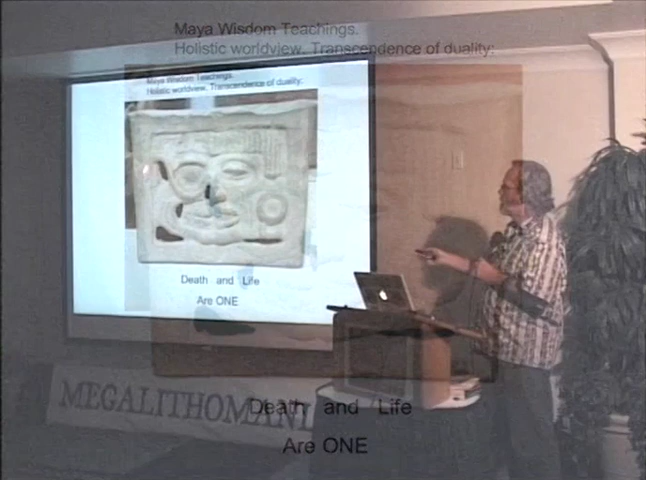 Maya Wisdom Teachings.
Holistic worldview. Transcendence of duality:
Maya Wisdom Teachings.
Holistic worldview. Transcendence of duality:
Death and Life
Are ONE
MEGALITHOMANI
Death and Life
Are ONE